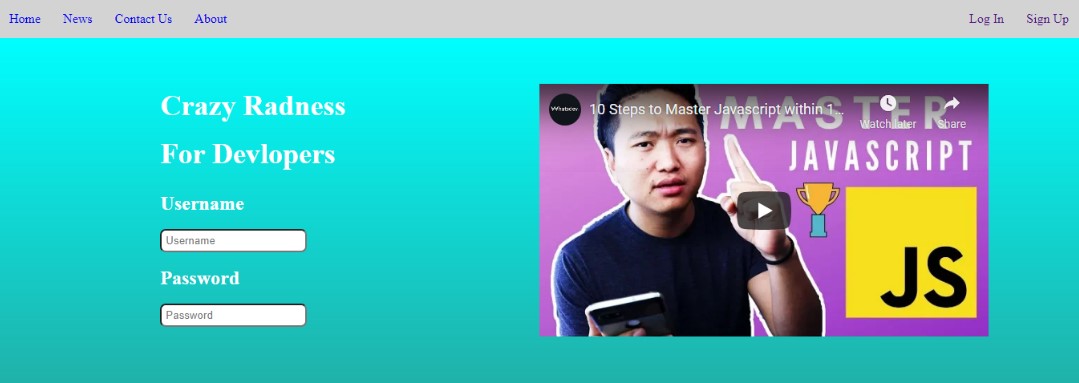 Home News Contact Us About Log In Sign Up
Crazy Radness
For Devlopers
Username
Username
Password
Password
10 Steps to Master Javascript within 1...
Watch later Share
MASTER
JAVASCRIPT
JS